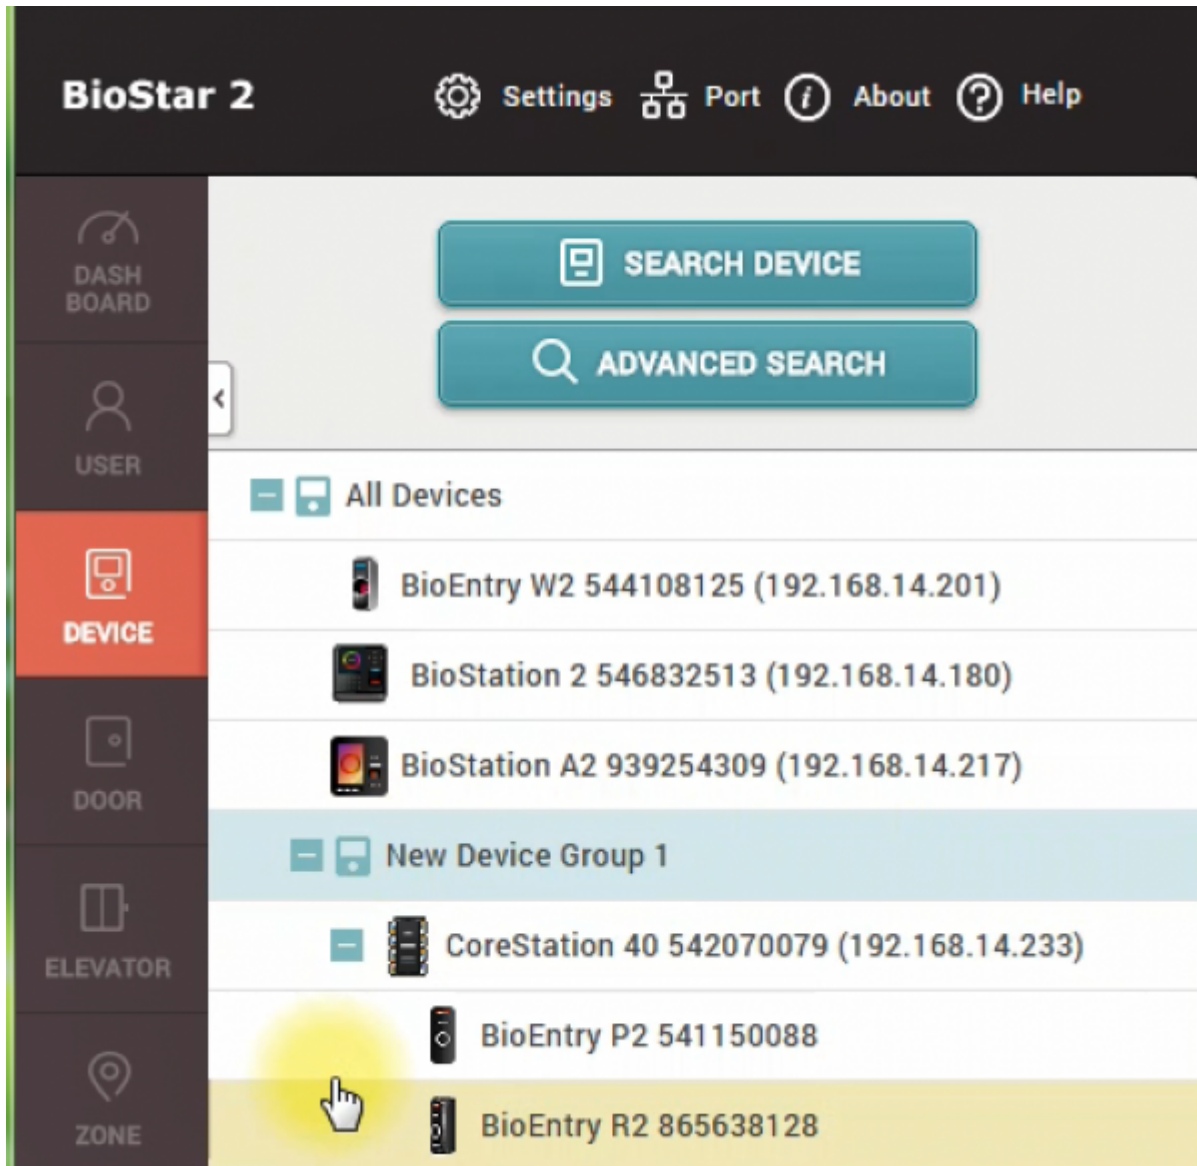 BioStar 2
Settings Port About Help
DASH
BOARD
USER
DEVICE
DOOR
ELEVATOR
ZONE
SEARCH DEVICE
ADVANCED SEARCH
All Devices
BioEntry W2 544108125 (192.168.14.201)
BioStation 2 546832513 (192.168.14.180)
BioStation A2 939254309 (192.168.14.217)
New Device Group 1
CoreStation 40 542070079 (192.168.14.233)
BioEntry P2 541150088
BioEntry R2 865638128